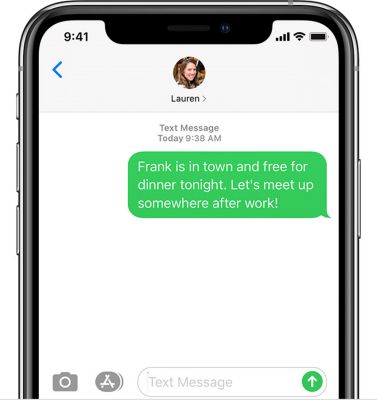 9:41
Lauren
Text Message
Today 9:38 AM
Frank is in town and free for
dinner tonight. Let's meet up
somewhere after work!
Text Message